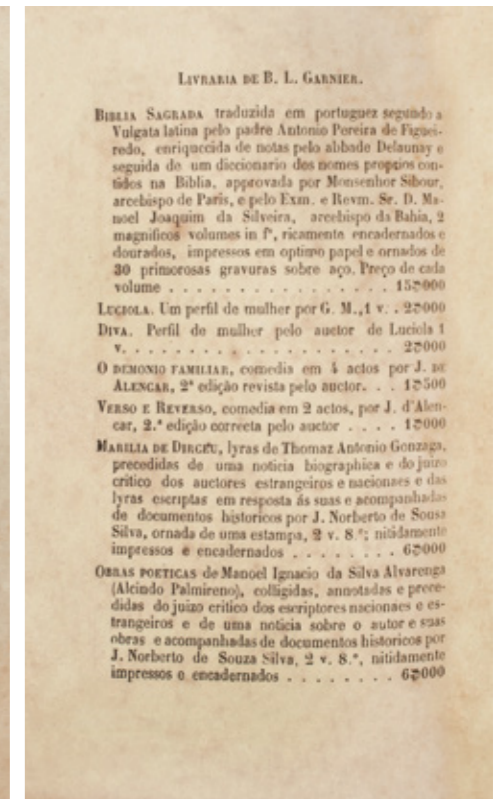 LIVRARIA DE B. L. GARNIER.
BIBLIA SAGRADA traduzida em portuguez segundo a
Vulgata latina pelo padre Antonio Pereira de Figuei-
redo, enriquecida de notas pelo abbade Delaunay e
seguida de um diccionario dos nomes proprios con-
tidos na Biblia, approvada por Monsenhor Sibour,
arcebispo de Paris, e pelo Exm. e Revm. Sr. D. Ma-
noel Joaquim da Silveira, arcebispo da Bahia, 2
magnificos volumes in fº, ricamente encadernados e
dourados, impressos em optimo papel e ornados de
30 primorosas gravuras sobre aço. Preço de cada
volume . . . . . . . . . . . . . . 15$000
LUCIOLA. Um perfil de mulher por G. M., 1 v. . 2$000
DIVA. Perfil de mulher pelo auctor de Luciola 1
v. . . . . . . . . . . . . . . . . 2$000
O DEMONIO FAMILIAR, comedia em 4 actos por J. DE
ALENCAR, 2ª edição revista pelo auctor. . . 1$500
VERSO E REVERSO, comedia em 2 actos, por J. d'Alen-
car, 2.ª edição correcta pelo auctor . . . . 1$000
MARILIA DE DIRCEU, lyras de Thomaz Antonio Gonzaga,
precedidas de uma noticia biographica e do juizo
critico dos auctores estrangeiros e nacionaes e das
lyras escriptas em resposta ás suas e acompanhadas
de documentos historicos por J. Norberto de Sousa
Silva, ornada de uma estampa, 2 v. 8.º; nitidamente
impressos e encadernados . . . . . . . . 6$000
OBRAS POETICAS de Manoel Ignacio da Silva Alvarenga
(Alcindo Palmireno), colligidas, annotadas e prece-
didas do juizo critico dos escriptores nacionaes e es-
trangeiros e de uma noticia sobre o autor e suas
obras e acompanhadas de documentos historicos por
J. Norberto de Souza Silva, 2 v. 8.º, nitidamente
impressos e encadernados . . . . . . . . 6$000